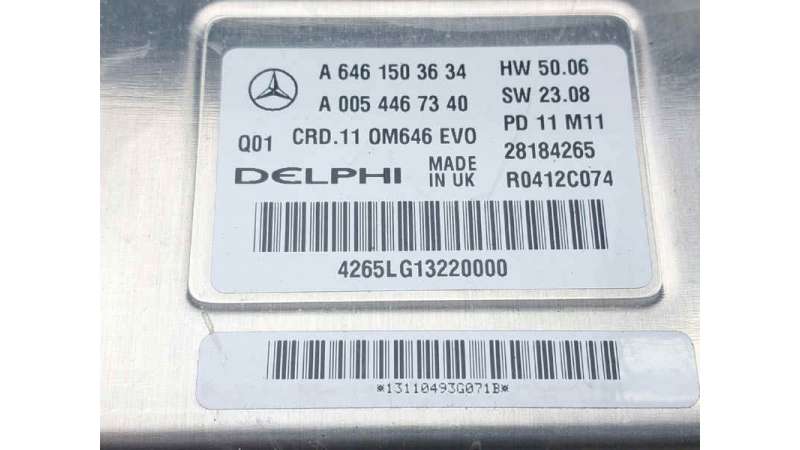 A 646 150 36 34 HW 50.06
A 005 446 73 40 SW 23.08
Q01 CRD.11 OM646 EVO PD 11 M11
28184265
DELPHI MADE IN UK R0412C074
4265LG13220000
*13110493G071B*